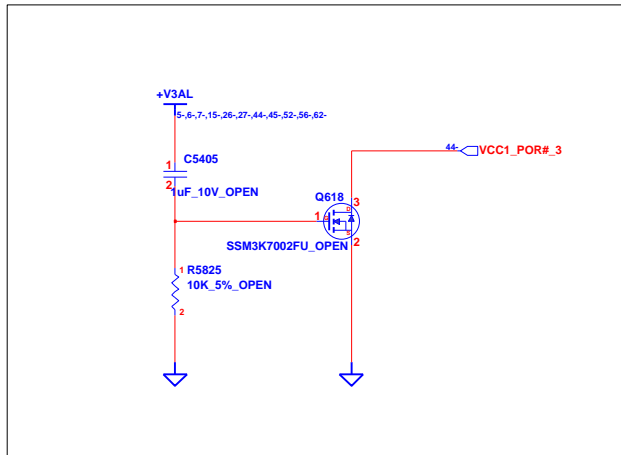 +V3AL
5-,6-,7-,15-,26-,27-,44-,45-,52-,56-,62-
44-
VCC1_POR#_3
1
C5405
2
1uF_10V_OPEN
Q618
3
D
1
G
S
2
SSM3K7002FU_OPEN
1
R5825
10K_5%_OPEN
2